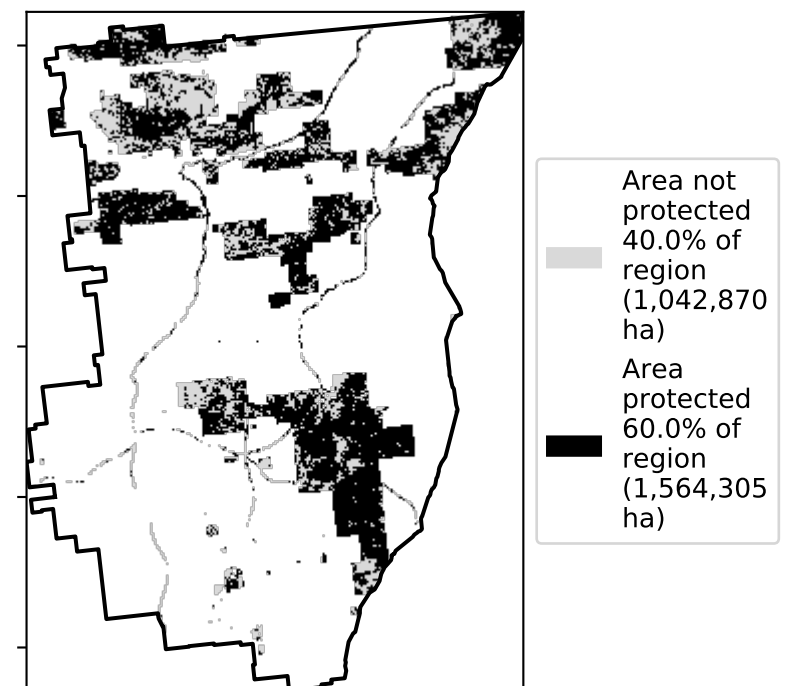 Area not
protected
40.0% of
region
(1,042,870
ha)
Area
protected
60.0% of
region
(1,564,305
ha)